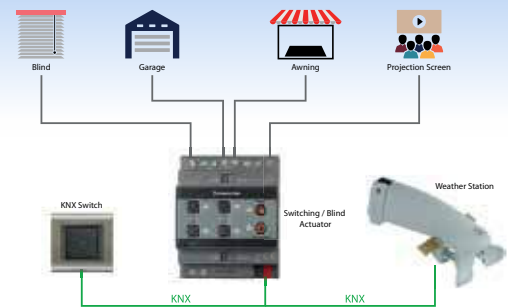 Blind
Garage
Awning
Projection Screen
KNX Switch
Switching / Blind
Actuator
Weather Station
KNX
KNX